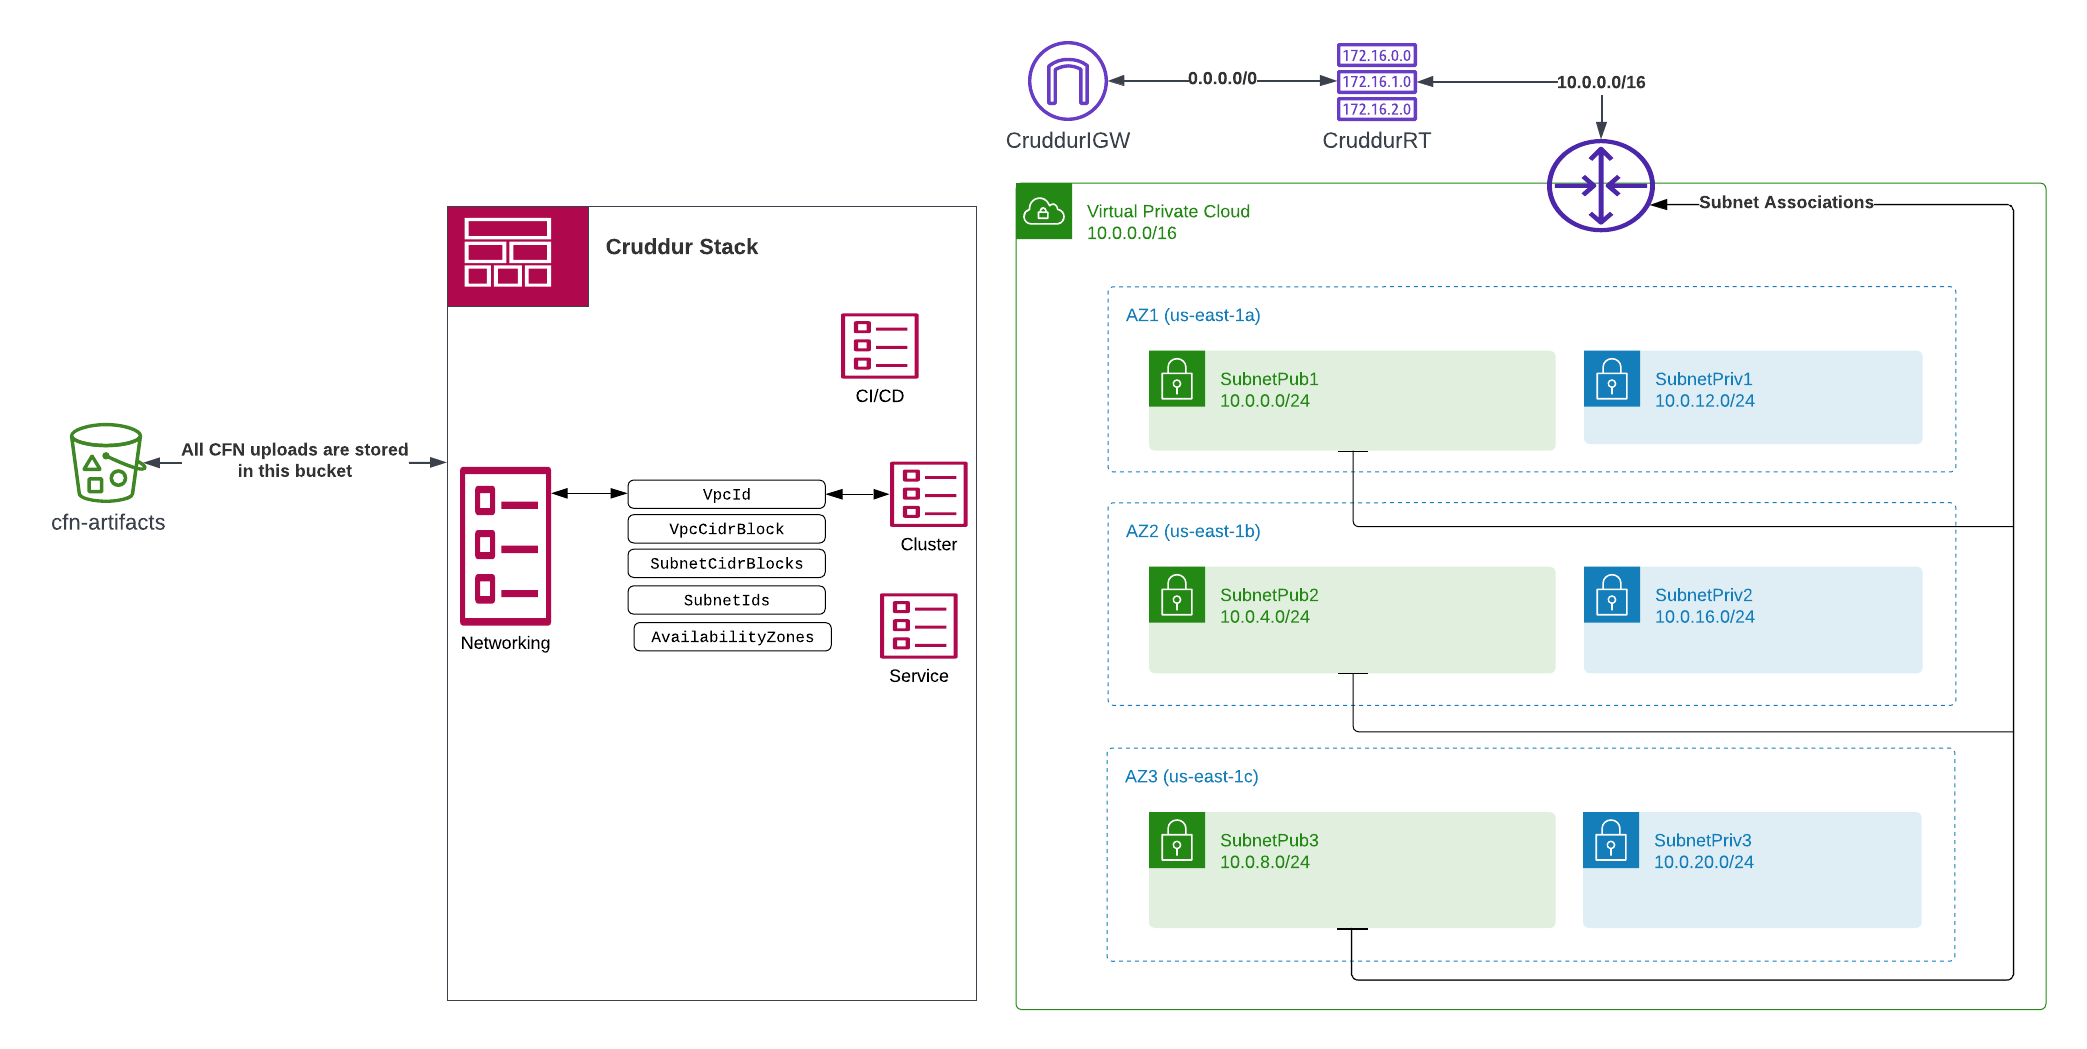 0.0.0.0/0
172.16.0.0
172.16.1.0
172.16.2.0
10.0.0.0/16
CruddurIGW
CruddurRT
Subnet Associations
Virtual Private Cloud
10.0.0.0/16
Cruddur Stack
CI/CD
All CFN uploads are stored
in this bucket
cfn-artifacts
Networking
VpcId
VpcCidrBlock
SubnetCidrBlocks
SubnetIds
AvailabilityZones
Cluster
Service
AZ1 (us-east-1a)
SubnetPub1
10.0.0.0/24
SubnetPriv1
10.0.12.0/24
AZ2 (us-east-1b)
SubnetPub2
10.0.4.0/24
SubnetPriv2
10.0.16.0/24
AZ3 (us-east-1c)
SubnetPub3
10.0.8.0/24
SubnetPriv3
10.0.20.0/24